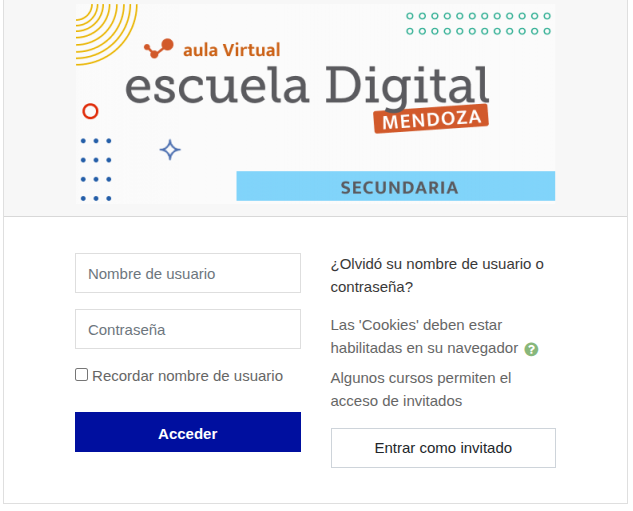 aula Virtual
escuela Digital
MENDOZA
SECUNDARIA
Nombre de usuario
Contraseña
Recordar nombre de usuario
Acceder
¿Olvidó su nombre de usuario o
contraseña?
Las 'Cookies' deben estar
habilitadas en su navegador ?
Algunos cursos permiten el
acceso de invitados
Entrar como invitado